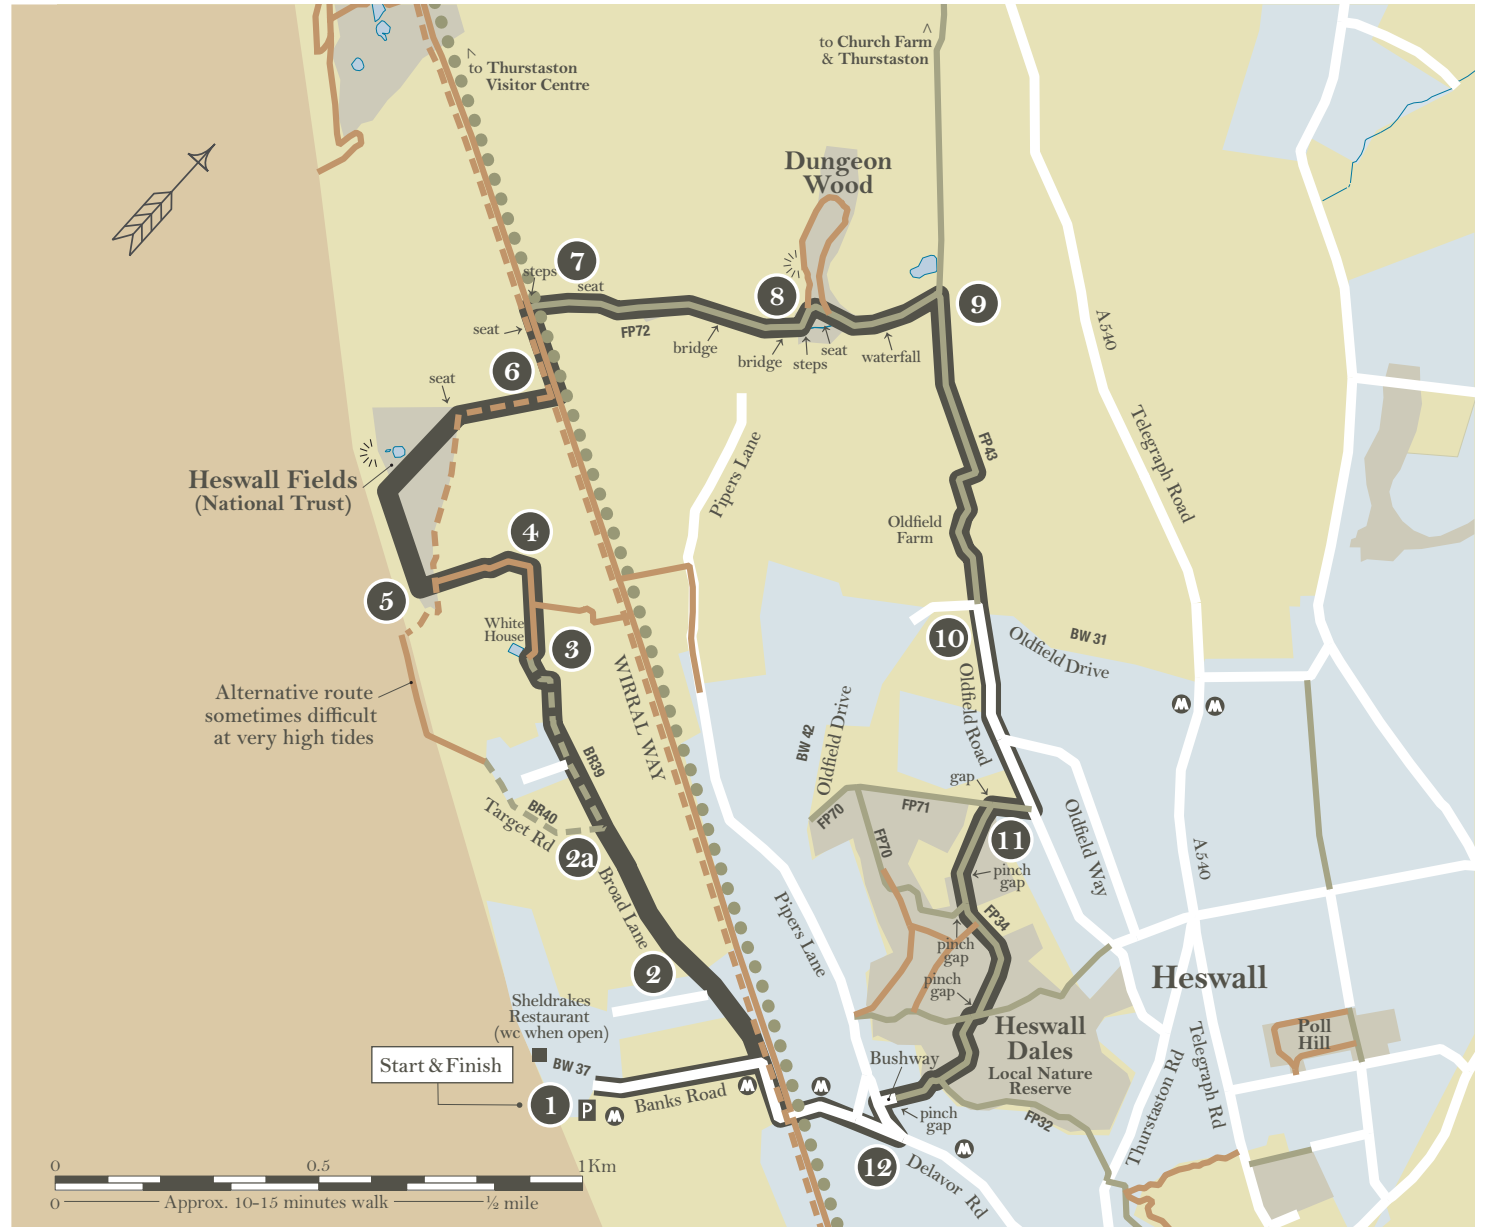 ^
to Church Farm
& Thurstaston
^
to Thurstaston
Visitor Centre
Dungeon
Wood
7
steps
seat
8
9
seat
FP72
bridge
bridge
steps
seat
waterfall
A 540
6
seat
Telegraph Road
FP43
Pipers Lane
Heswall Fields
(National Trust)
4
Oldfield
Farm
5
White
House
3
10
Oldfield Drive
BW 31
WIRRAL WAY
Oldfield Road
Alternative route
sometimes difficult
at very high tides
BW 42
Oldfield Drive
M
M
BR39
gap
FP71
FP70
FP70
BR40
Target Rd
2a
11
pinch
gap
Oldfield Way
A 540
Broad Lane
Pipers Lane
FP34
pinch
gap
pinch
gap
2
Heswall
Sheldrakes
Restaurant
(wc when open)
BW 37
Heswall
Dales
Local Nature
Reserve
Poll
Hill
Start & Finish
1
P
M
Banks Road
M
M
Bushway
pinch
gap
FP32
Thurstaston Rd
Telegraph Rd
M
12
Delavor Rd
0
0.5
1Km
0
Approx. 10-15 minutes walk
½ mile